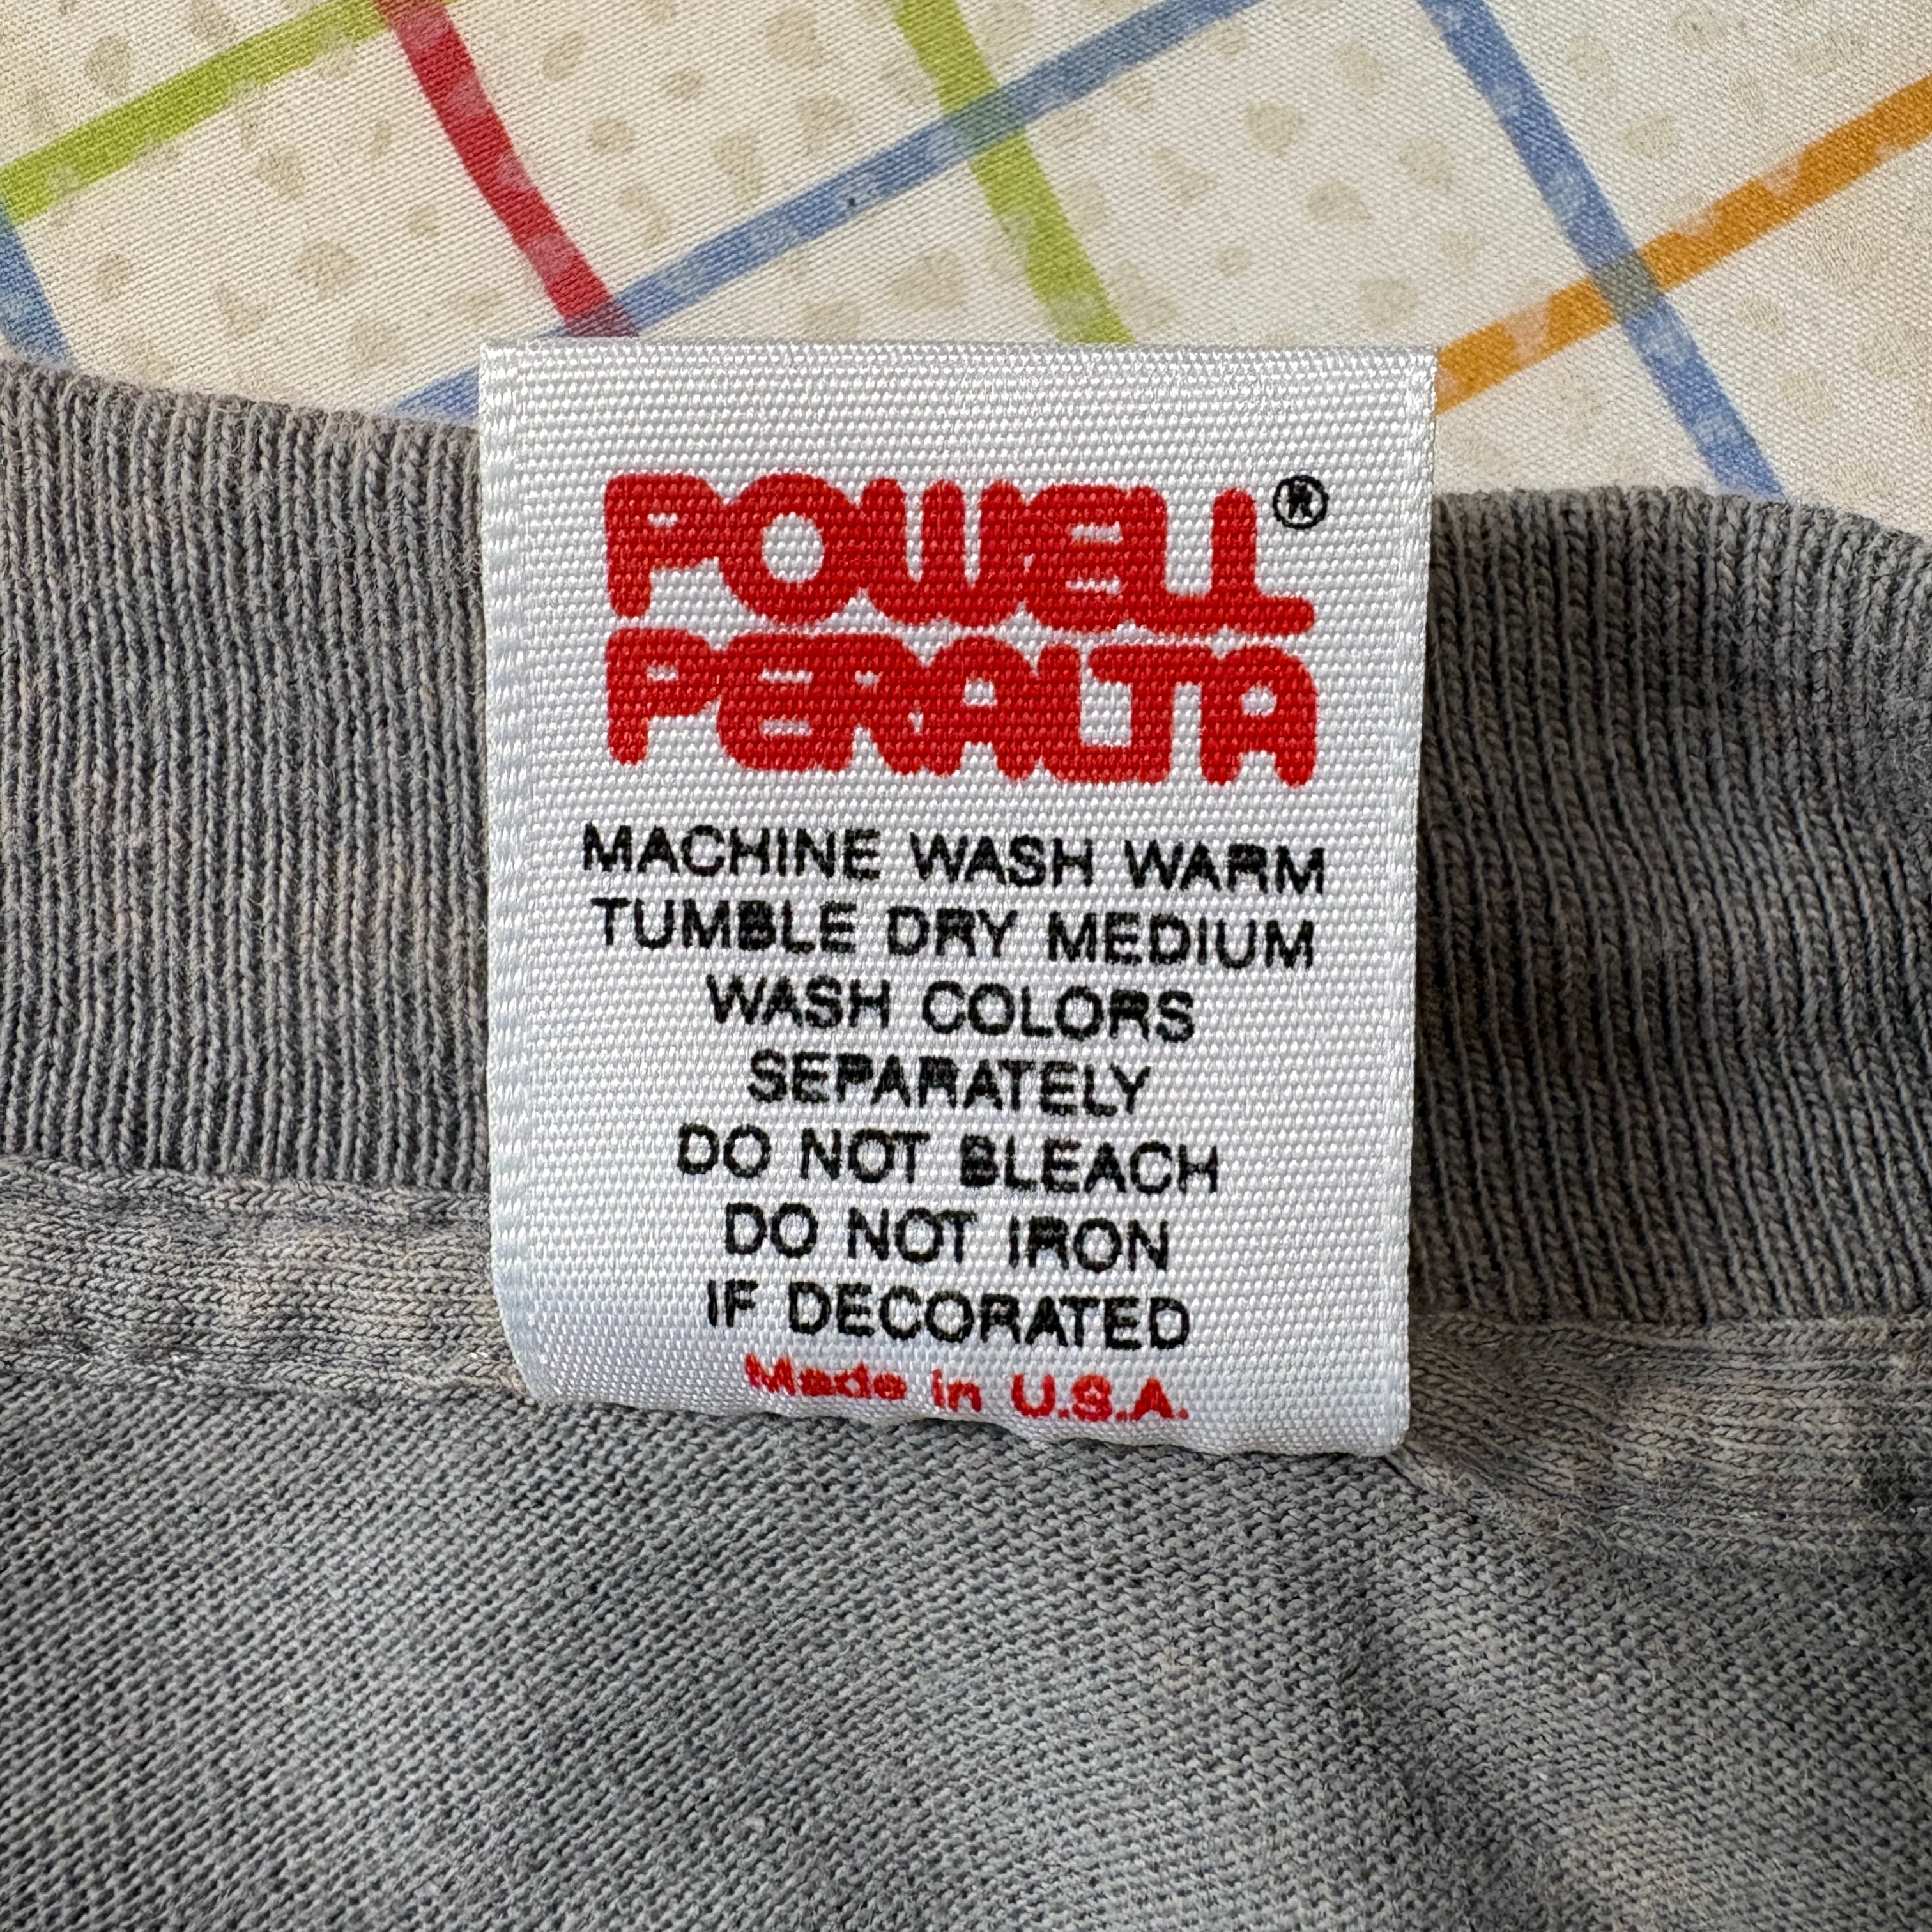 POWELL ®
PERALTA
MACHINE WASH WARM
TUMBLE DRY MEDIUM
WASH COLORS
SEPARATELY
DO NOT BLEACH
DO NOT IRON
IF DECORATED
Made in U.S.A.